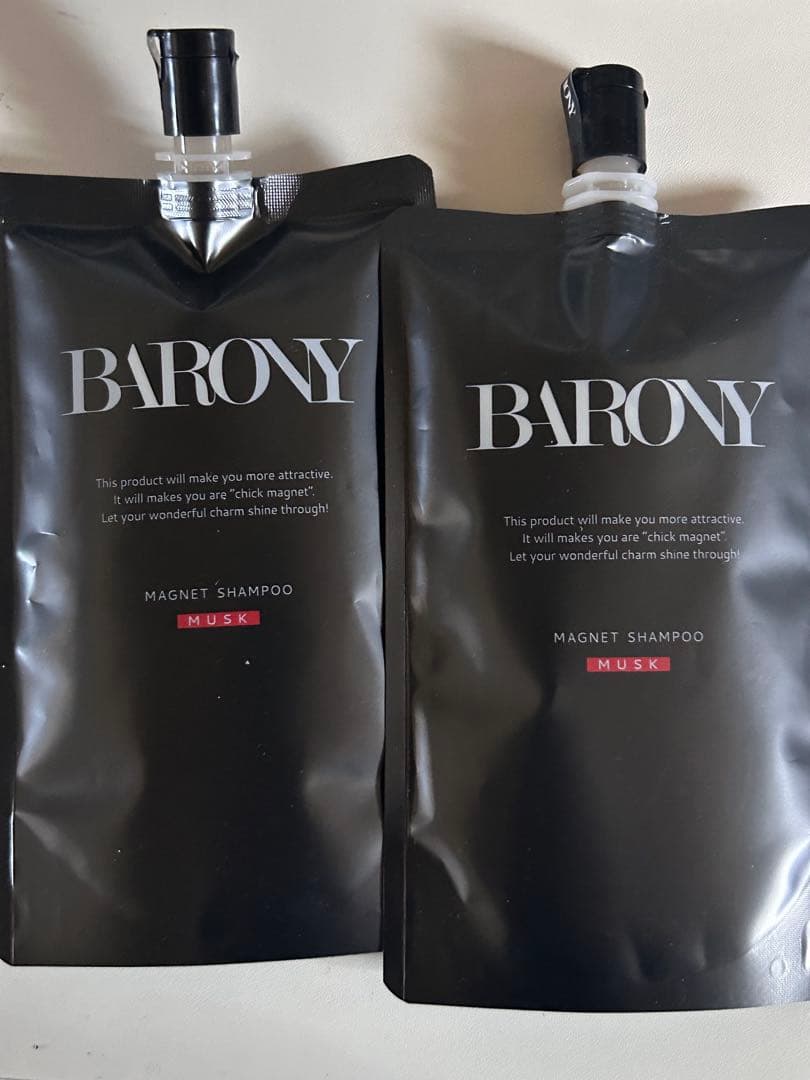 BARONY
This product will make you more attractive.
It will makes you are "chick magnet".
Let your wonderful charm shine through!
MAGNET SHAMPOO
MUSK
BARONY
This product will make you more attractive.
It will makes you are "chick magnet".
Let your wonderful charm shine through!
MAGNET SHAMPOO
MUSK